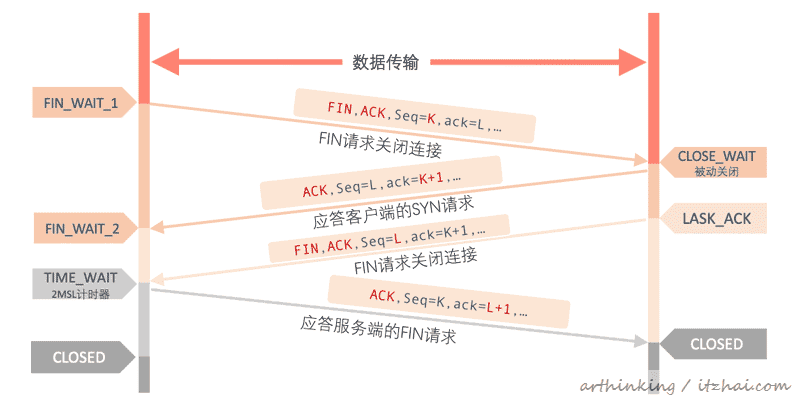 数据传输
FIN_WAIT_1
FIN,ACK,Seq=K,ack=L,…
FIN请求关闭连接
CLOSE_WAIT
被动关闭
ACK,Seq=L,ack=K+1,…
应答客户端的SYN请求
FIN_WAIT_2
LASK_ACK
FIN,ACK,Seq=L,ack=K+1,…
FIN请求关闭连接
TIME_WAIT
2MSL计时器
ACK,Seq=K,ack=L+1,…
应答服务端的FIN请求
CLOSED
CLOSED
arthinking / itzhai.com